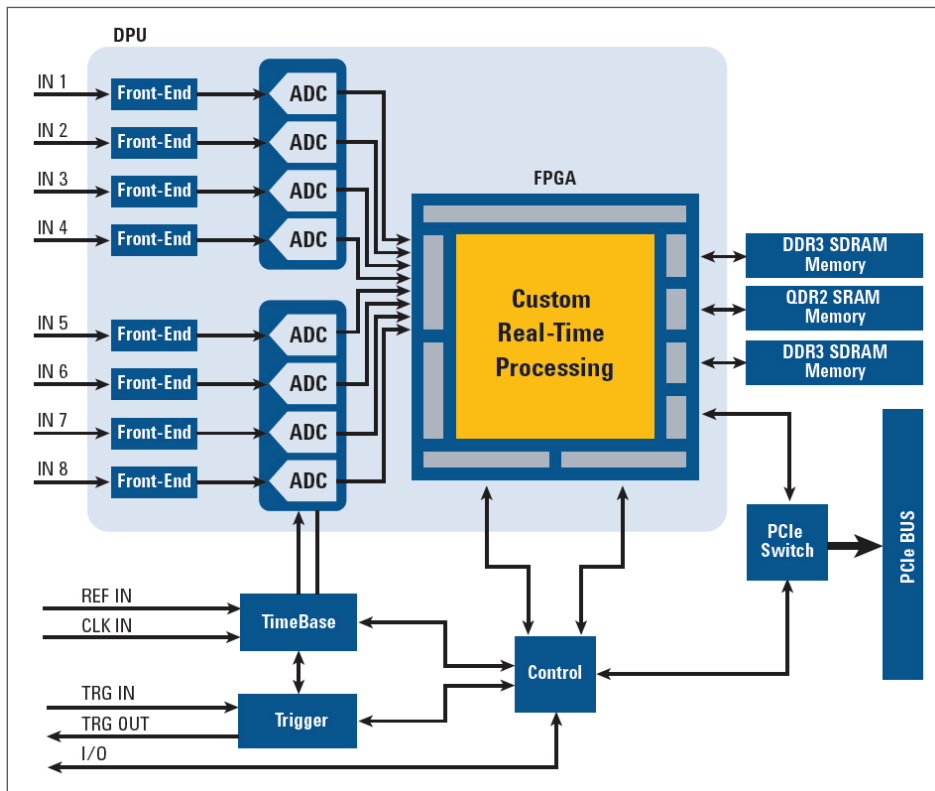 DPU
IN 1
Front-End
ADC
IN 2
Front-End
ADC
IN 3
Front-End
ADC
IN 4
Front-End
ADC
IN 5
Front-End
ADC
IN 6
Front-End
ADC
IN 7
Front-End
ADC
IN 8
Front-End
ADC
FPGA
Custom
Real-Time
Processing
DDR3 SDRAM
Memory
QDR2 SRAM
Memory
DDR3 SDRAM
Memory
PCIe
Switch
PCIe BUS
REF IN
CLK IN
TimeBase
TRG IN
TRG OUT
I/O
Trigger
Control